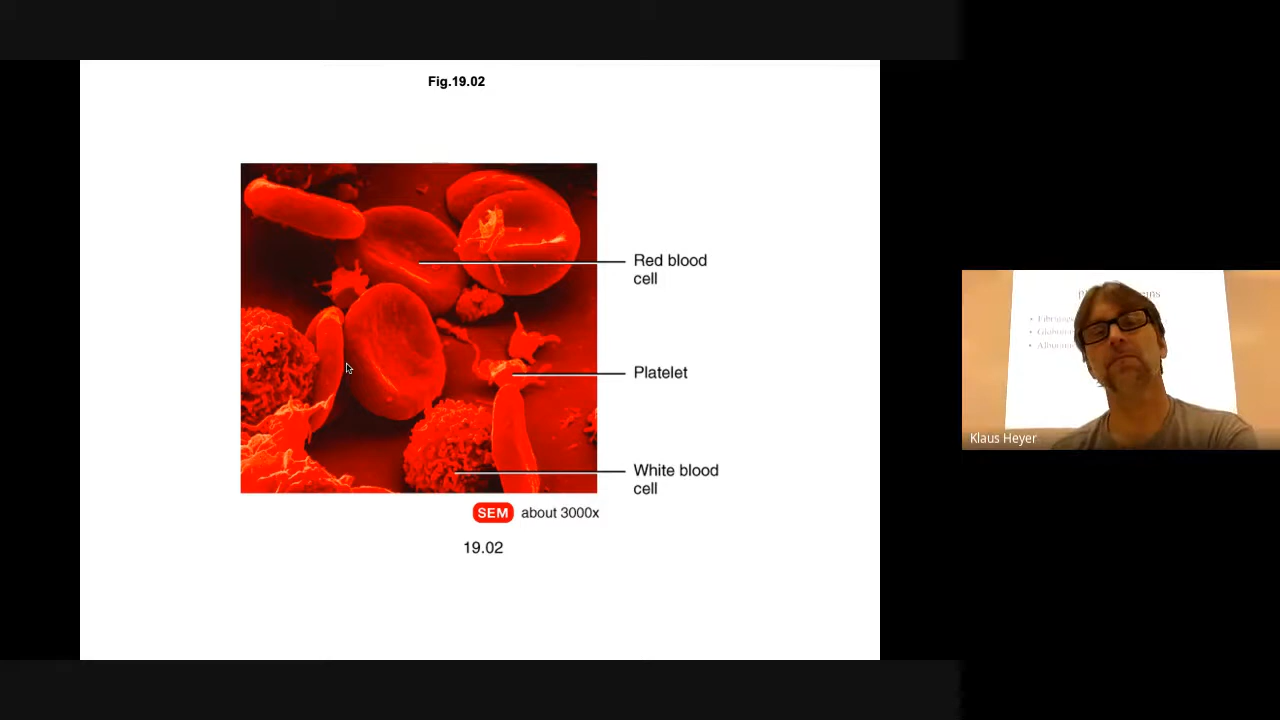 Fig.19.02
Red blood
cell
Platelet
White blood
cell
SEM about 3000x
19.02
Klaus Heyer